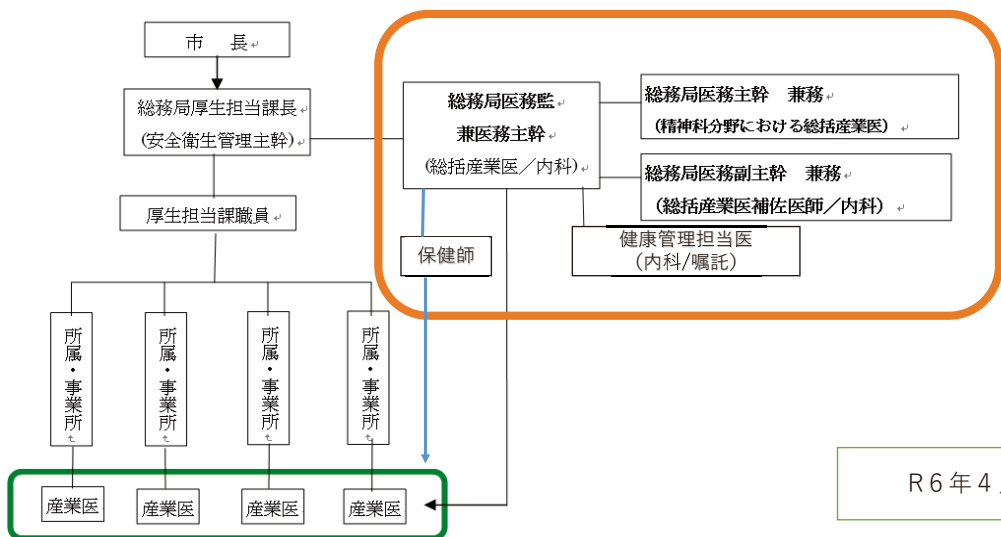 市 長
総務局厚生担当課長
(安全衛生管理主幹)
厚生担当課職員
総務局医務監
兼医務主幹
(総括産業医／内科)
総務局医務主幹 兼務
(精神科分野における総括産業医)
総務局医務副主幹 兼務
(総括産業医補佐医師／内科)
保健師
健康管理担当医
(内科/嘱託)
所属・事業所
所属・事業所
所属・事業所
所属・事業所
産業医
産業医
産業医
産業医
R6年4